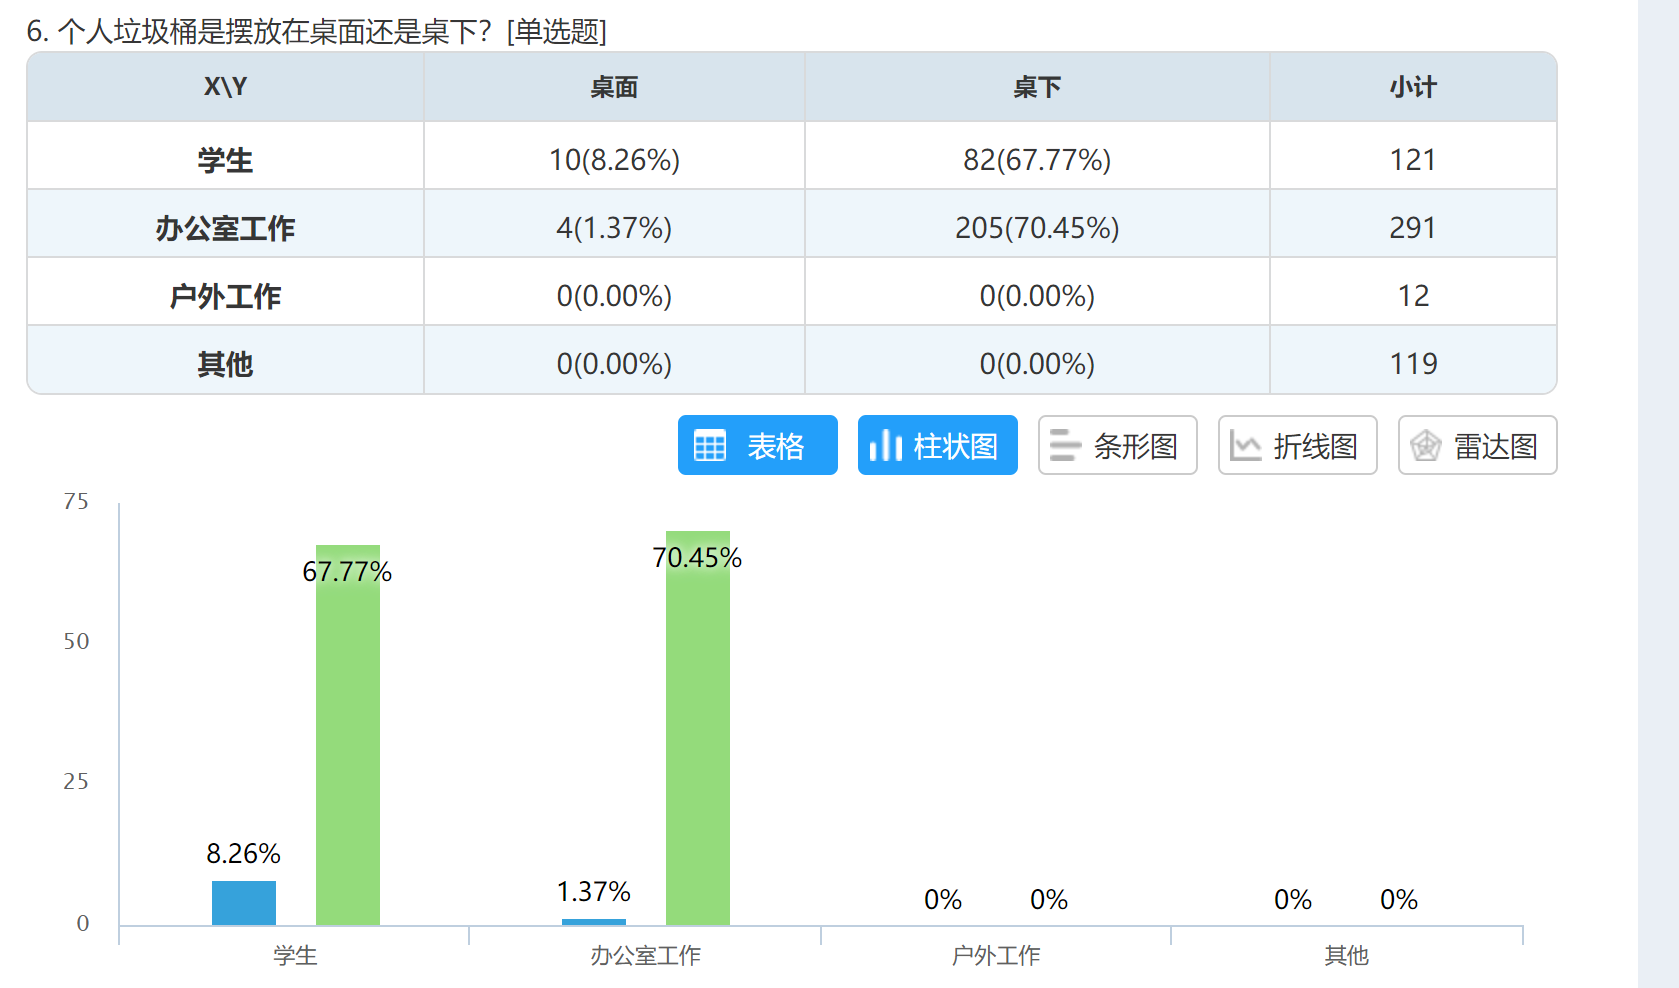 6. 个人垃圾桶是摆放在桌面还是桌下？[单选题]
X\Y 桌面 桌下 小计
学生 10(8.26%) 82(67.77%) 121
办公室工作 4(1.37%) 205(70.45%) 291
户外工作 0(0.00%) 0(0.00%) 12
其他 0(0.00%) 0(0.00%) 119
表格 柱状图 条形图 折线图 雷达图
75
70.45%
67.77%
50
25
8.26%
1.37%
0% 0% 0% 0%
0
学生 办公室工作 户外工作 其他